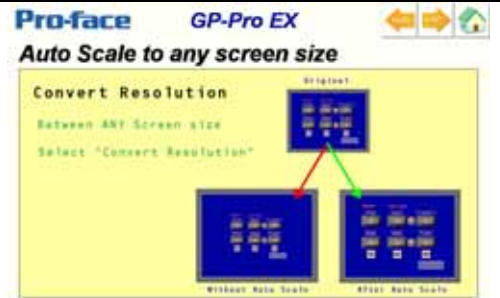 Pro-face
GP-Pro EX
Auto Scale to any screen size
Original
Convert Resolution
Between ANY Screen size
Select "Convert Resolution"
Without Auto Scale
After Auto Scale